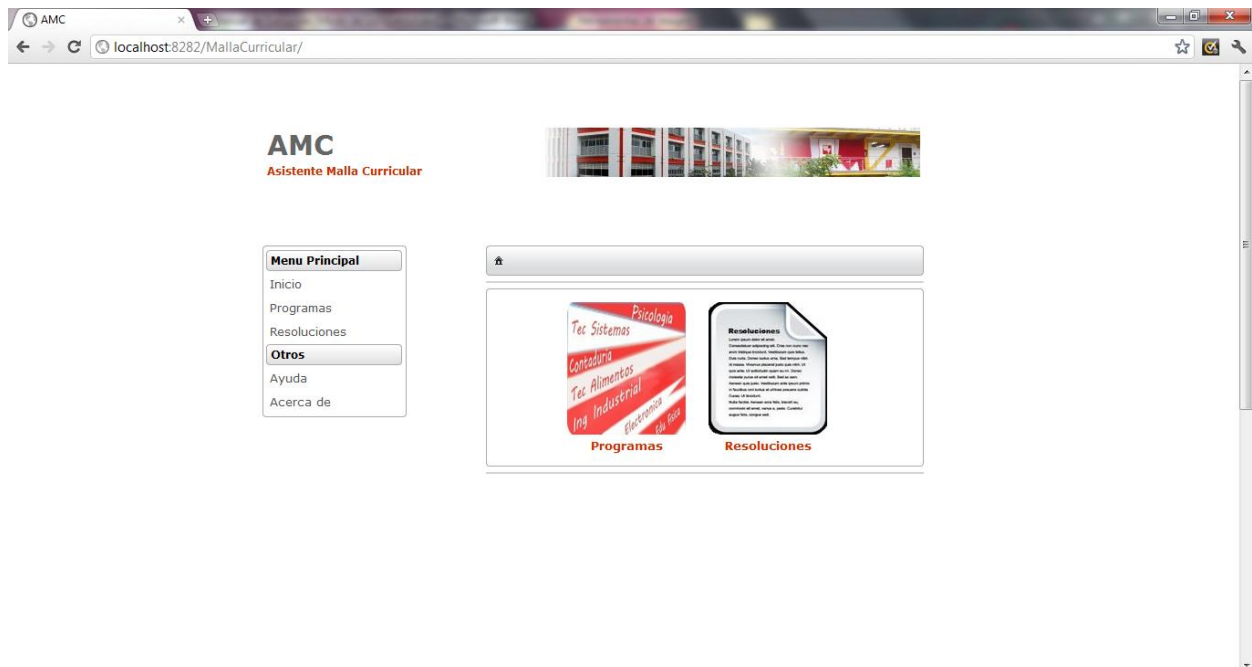 AMC
localhost:8282/MallaCurricular/
AMC
Asistente Malla Curricular
Menu Principal
Inicio
Programas
Resoluciones
Otros
Ayuda
Acerca de
Psicologia
Tec Sistemas
Contaduria
Tec Alimentos
Ing Industrial
Electronica
Edu Fisica
Programas
Resoluciones
Resoluciones